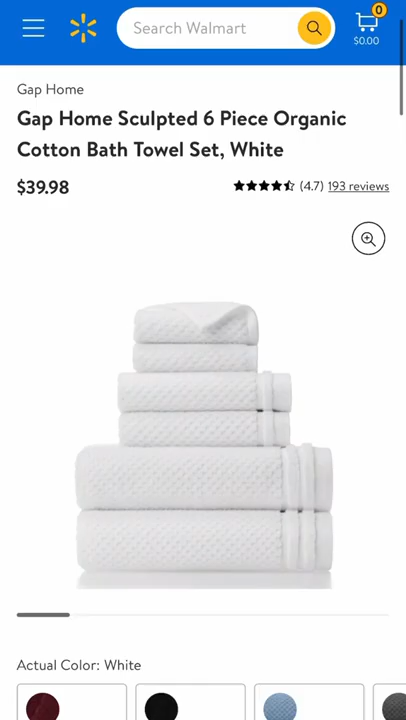 Search Walmart
0
$0.00
Gap Home
Gap Home Sculpted 6 Piece Organic
Cotton Bath Towel Set, White
$39.98
(4.7) 193 reviews
Actual Color: White